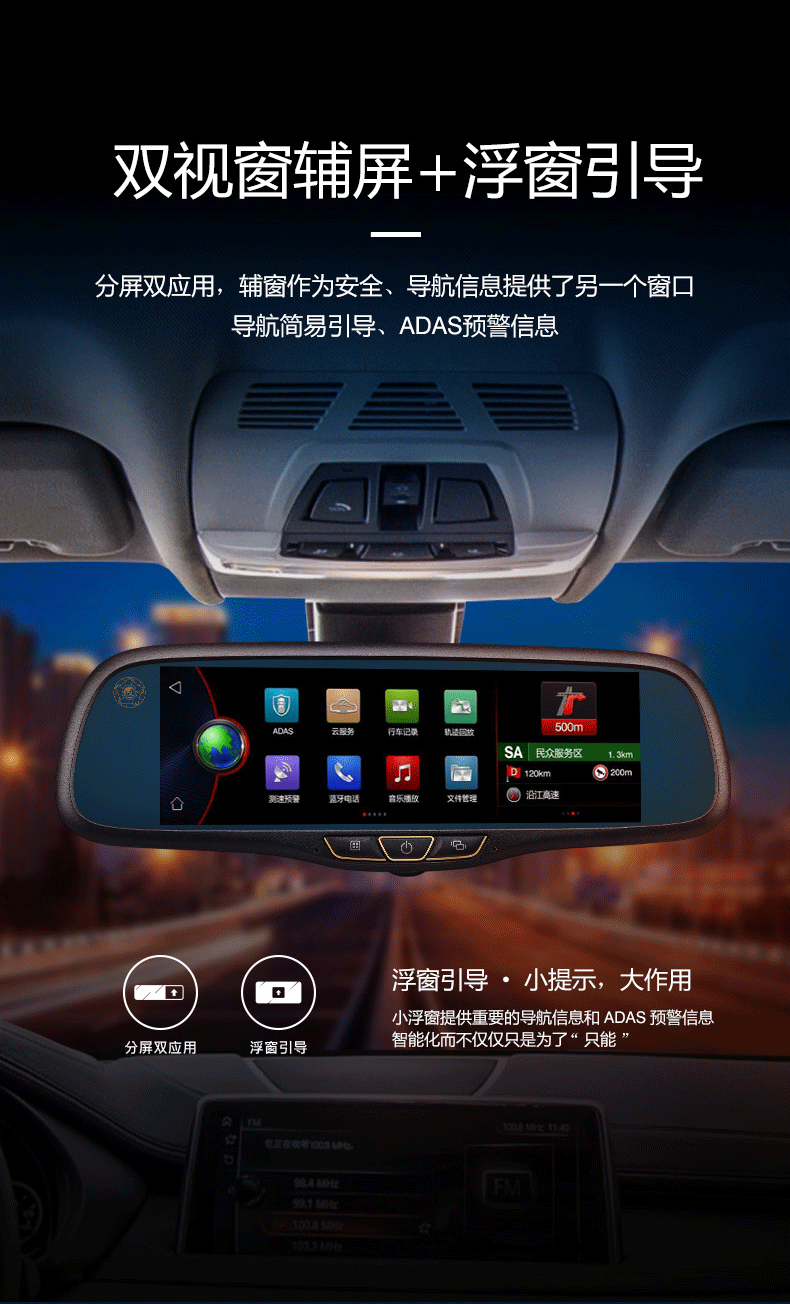 双视窗辅屏+浮窗引导
分屏双应用，辅窗作为安全、导航信息提供了另一个窗口
导航简易引导、ADAS预警信息
500m
ADAS
云服务
行车记录
轨迹回放
SA 民众服务区 1.3km
D 120km
200m
沿江高速
测速预警
蓝牙电话
音乐播放
文件管理
浮窗引导 · 小提示，大作用
小浮窗提供重要的导航信息和 ADAS 预警信息
智能化而不仅仅只是为了“ 只能 ”
分屏双应用
浮窗引导
FM
100.8 MHz 11:49
98.4 MHz
99.1 MHz
FM
100.8 MHz
103.3 MHz